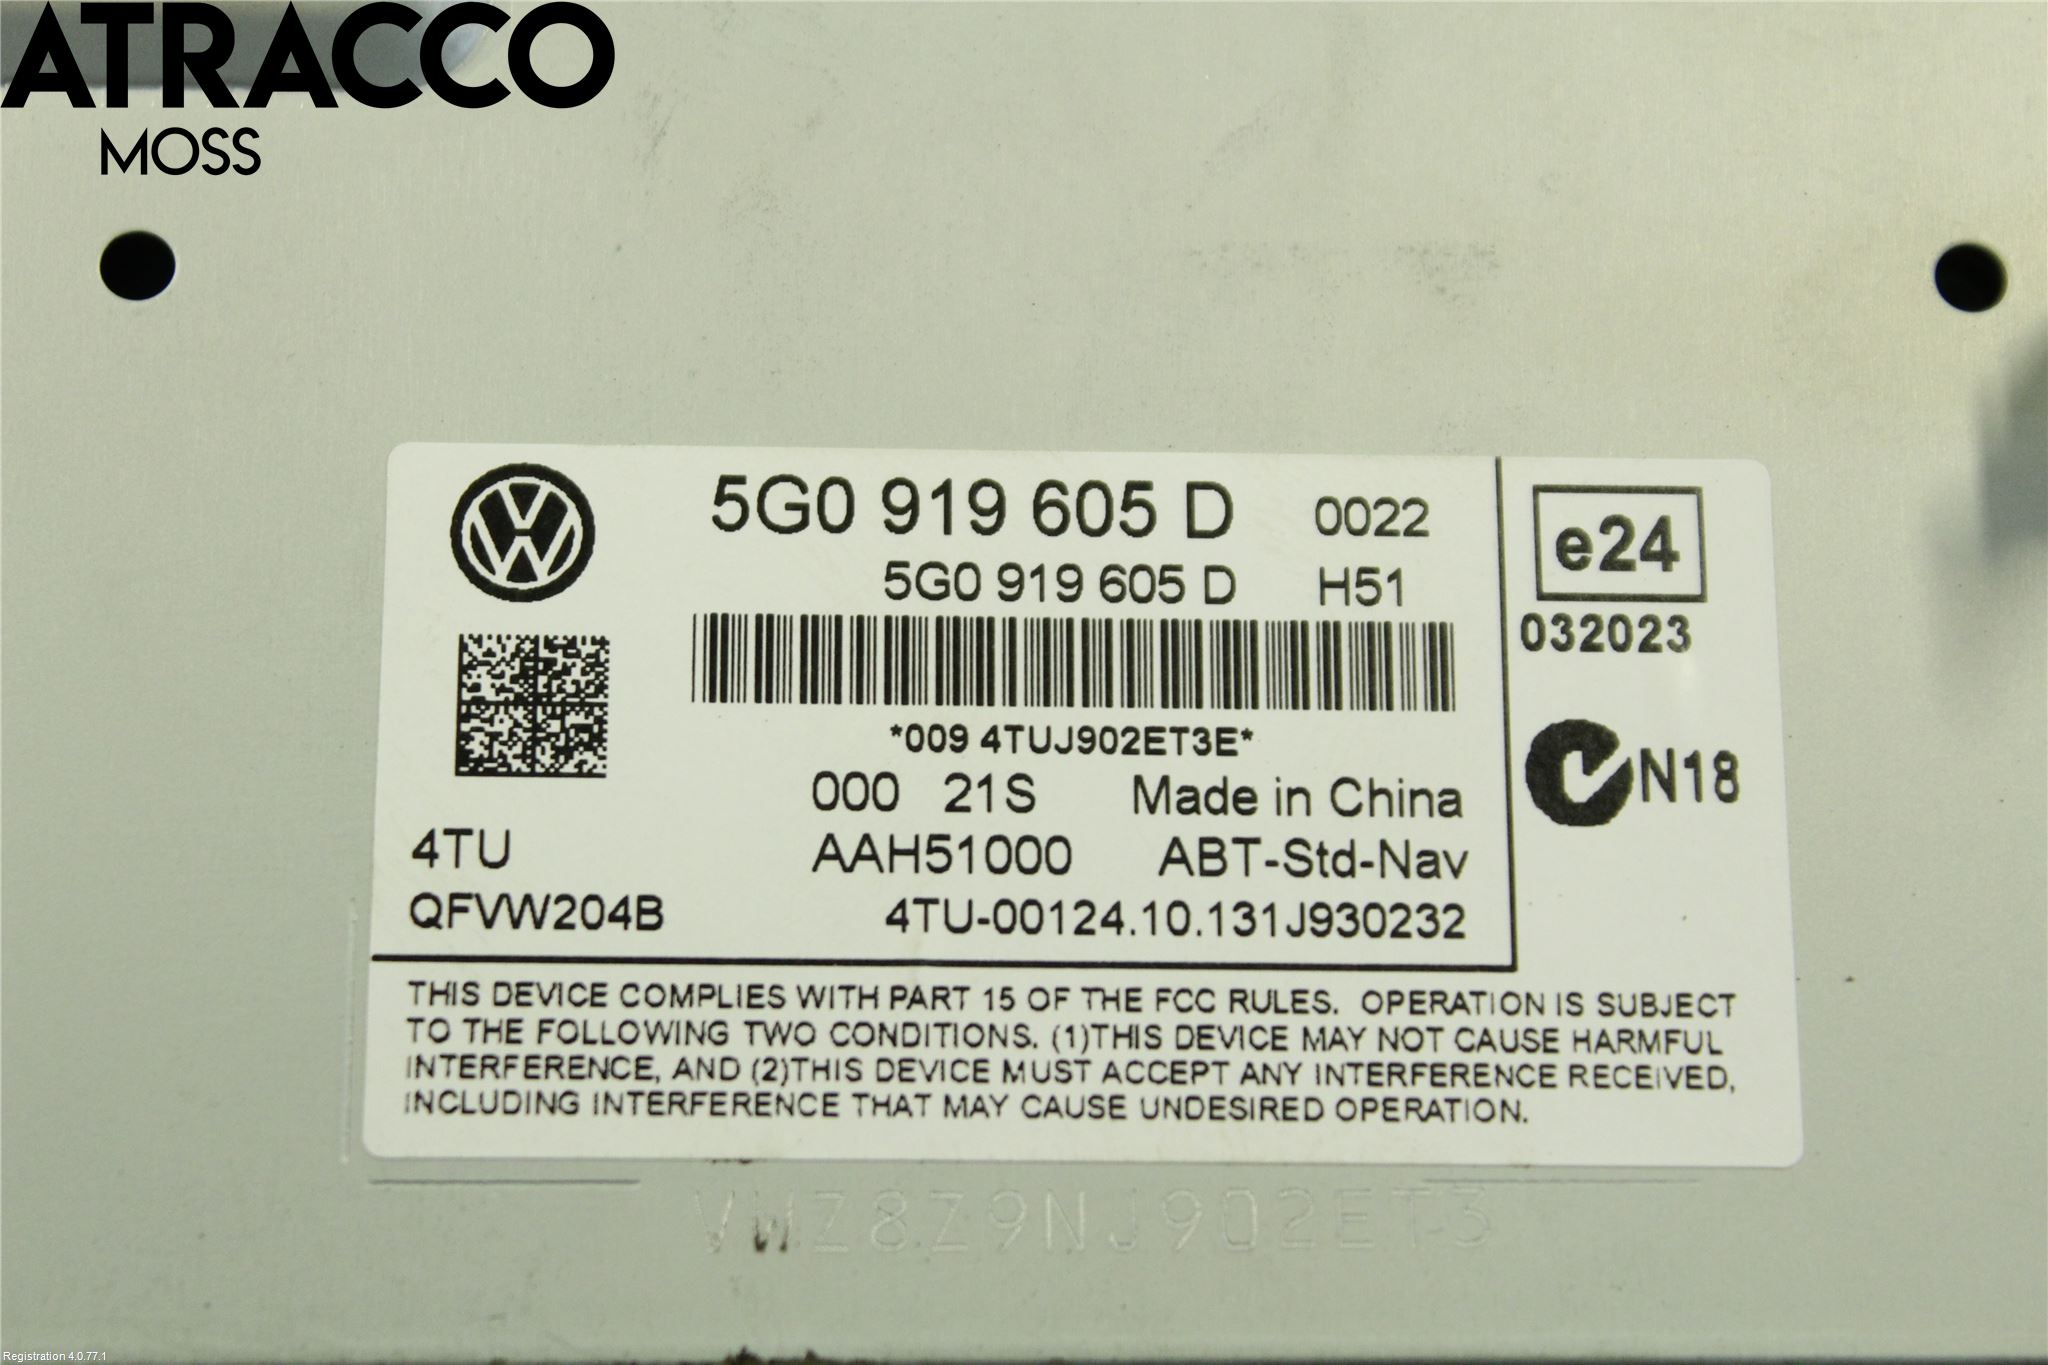 ATRACCO
MOSS
5G0 919 605 D 0022
5G0 919 605 D H51
e24
032023
*009 4TUJ902ET3E*
N18
000 21S Made in China
4TU AAH51000 ABT-Std-Nav
QFVW204B 4TU-00124.10.131J930232
THIS DEVICE COMPLIES WITH PART 15 OF THE FCC RULES. OPERATION IS SUBJECT
TO THE FOLLOWING TWO CONDITIONS. (1)THIS DEVICE MAY NOT CAUSE HARMFUL
INTERFERENCE, AND (2)THIS DEVICE MUST ACCEPT ANY INTERFERENCE RECEIVED,
INCLUDING INTERFERENCE THAT MAY CAUSE UNDESIRED OPERATION.
VWZ8Z9NJ902ET3
Registration 4.0.77.1